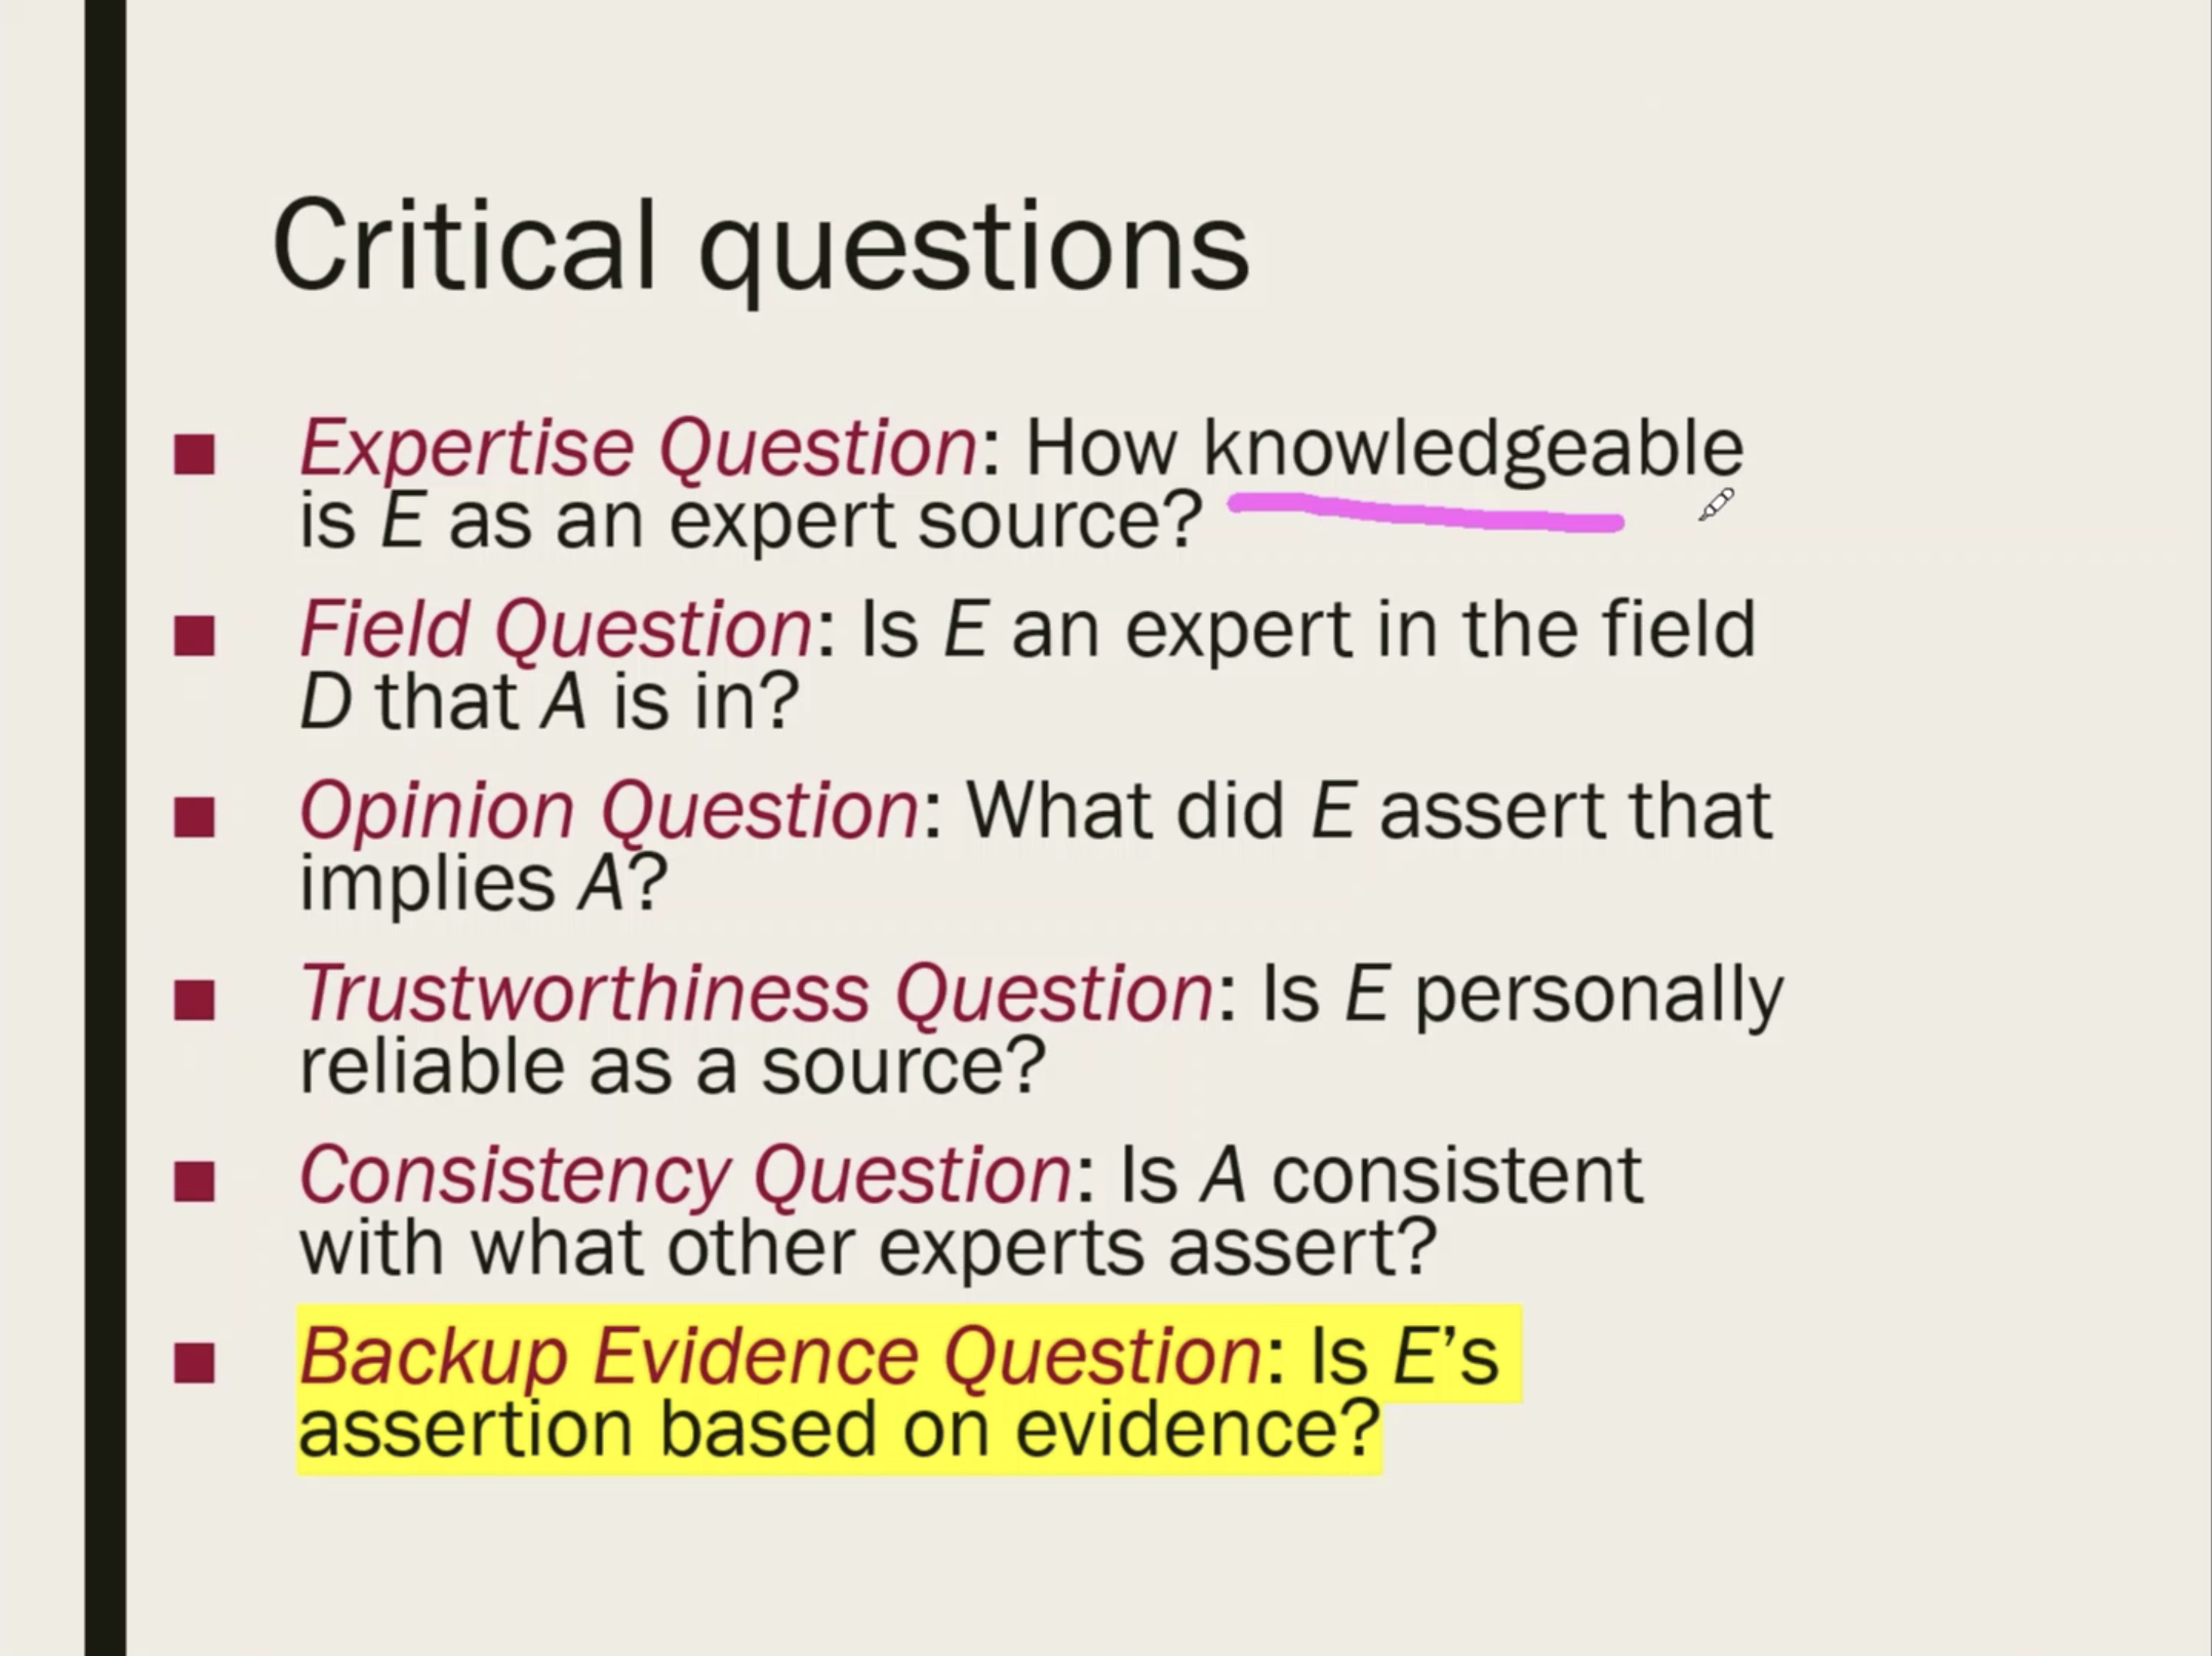 Critical questions
Expertise Question: How knowledgeable
is E as an expert source?
Field Question: Is E an expert in the field
D that A is in?
Opinion Question: What did E assert that
implies A?
Trustworthiness Question: Is E personally
reliable as a source?
Consistency Question: Is A consistent
with what other experts assert?
Backup Evidence Question: Is E’s
assertion based on evidence?